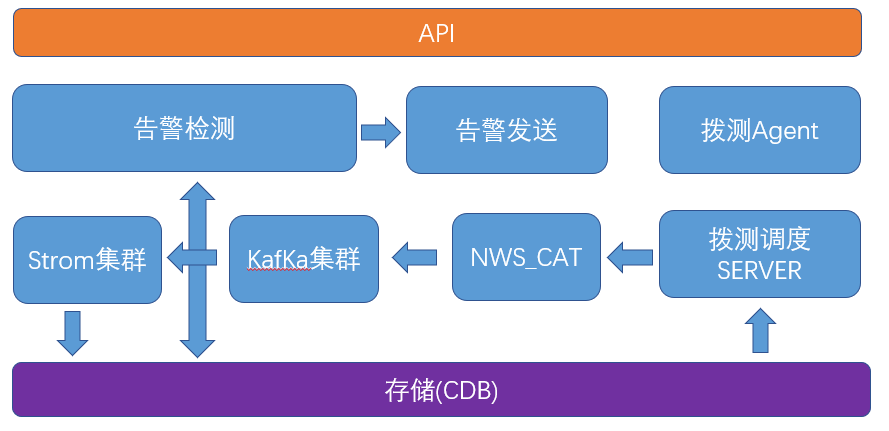 API
告警检测
告警发送
拨测Agent
Strom集群
KafKa集群
NWS_CAT
拨测调度
SERVER
存储(CDB)